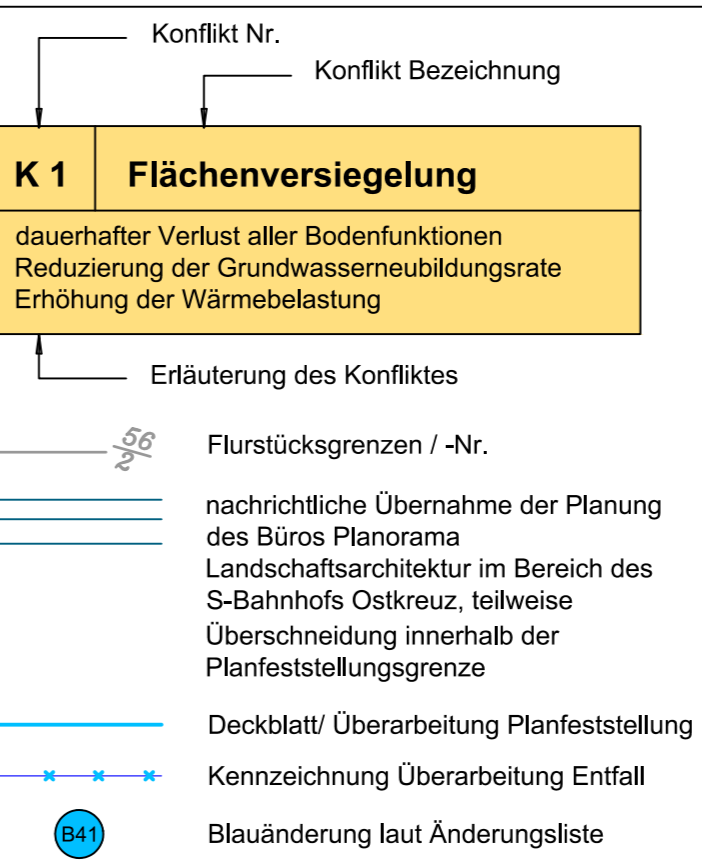 Konflikt Nr.
Konflikt Bezeichnung
K 1 Flächenversiegelung
dauerhafter Verlust aller Bodenfunktionen
Reduzierung der Grundwasserneubildungsrate
Erhöhung der Wärmebelastung
Erläuterung des Konfliktes
56
2
Flurstücksgrenzen / -Nr.
nachrichtliche Übernahme der Planung
des Büros Planorama
Landschaftsarchitektur im Bereich des
S-Bahnhofs Ostkreuz, teilweise
Überschneidung innerhalb der
Planfeststellungsgrenze
Deckblatt/ Überarbeitung Planfeststellung
Kennzeichnung Überarbeitung Entfall
B41 Blauänderung laut Änderungsliste